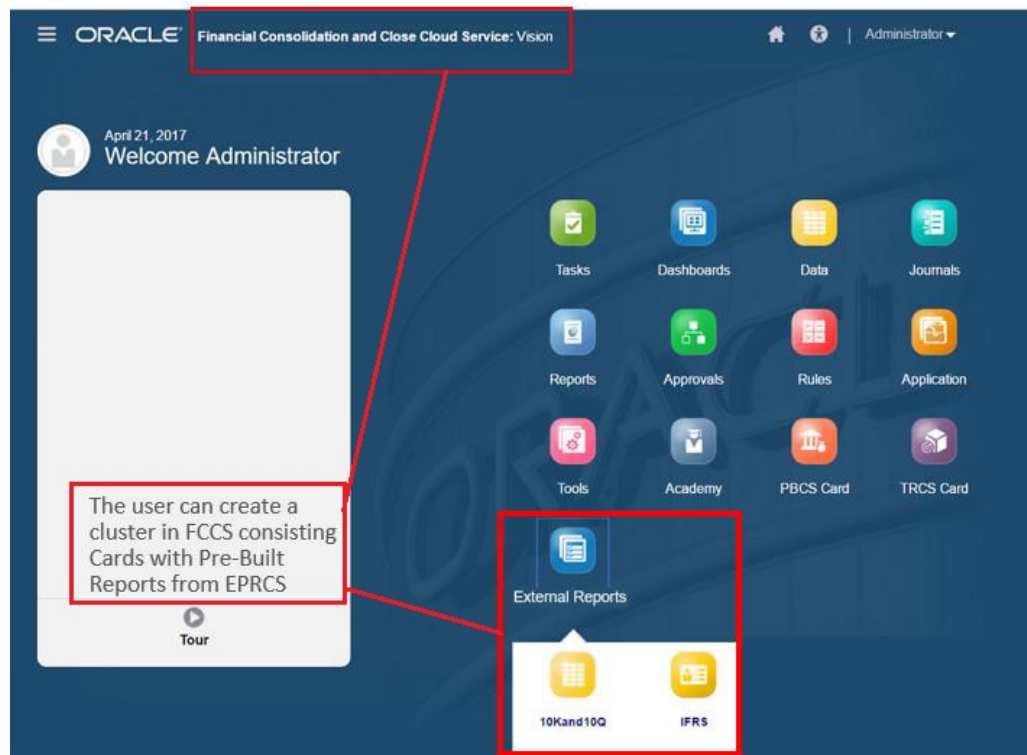 ORACLE Financial Consolidation and Close Cloud Service: Vision
Administrator
April 21, 2017
Welcome Administrator
Tasks
Dashboards
Data
Journals
Reports
Approvals
Rules
Application
Tools
Academy
PBCS Card
TRCS Card
The user can create a
cluster in FCCS consisting
Cards with Pre-Built
Reports from EPRCS
Tour
External Reports
10Kand10Q
IFRS